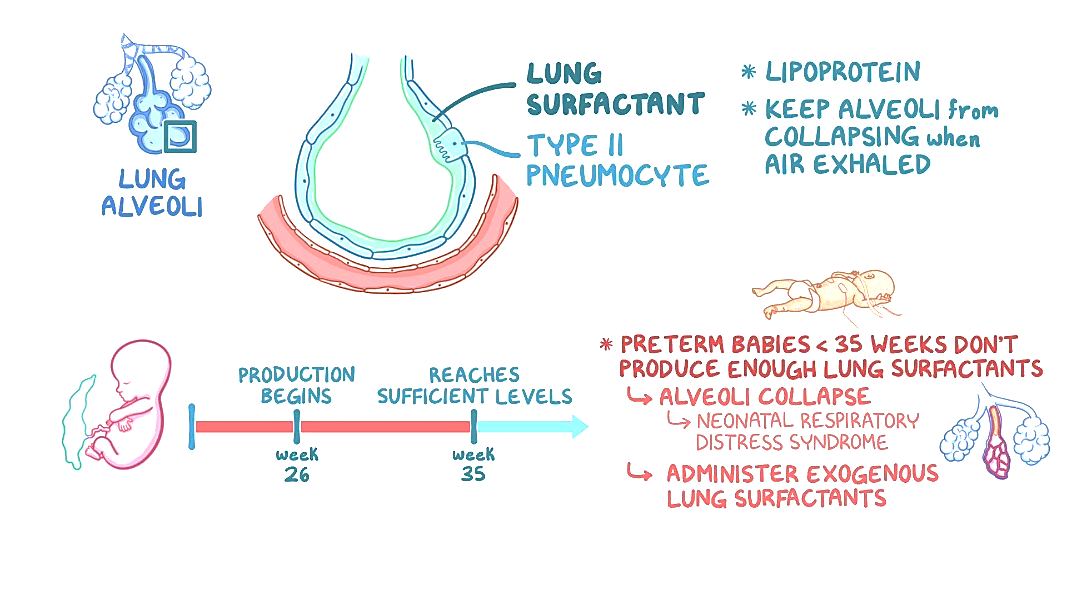 LUNG
ALVEOLI
LUNG
SURFACTANT
TYPE II
PNEUMOCYTE
* LIPOPROTEIN
* KEEP ALVEOLI from
COLLAPSING when
AIR EXHALED
PRODUCTION
BEGINS
week
26
REACHES
SUFFICIENT LEVELS
week
35
* PRETERM BABIES < 35 WEEKS DON'T
PRODUCE ENOUGH LUNG SURFACTANTS
↳ ALVEOLI COLLAPSE
↳ NEONATAL RESPIRATORY
DISTRESS SYNDROME
↳ ADMINISTER EXOGENOUS
LUNG SURFACTANTS